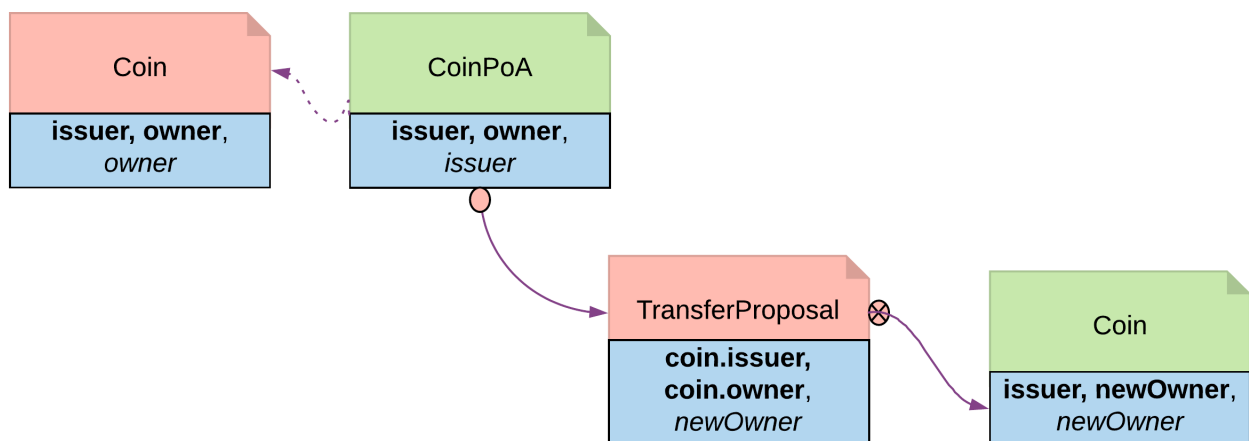 Coin
issuer, owner,
owner
CoinPoA
issuer, owner,
issuer
TransferProposal
coin.issuer,
coin.owner,
newOwner
Coin
issuer, newOwner,
newOwner